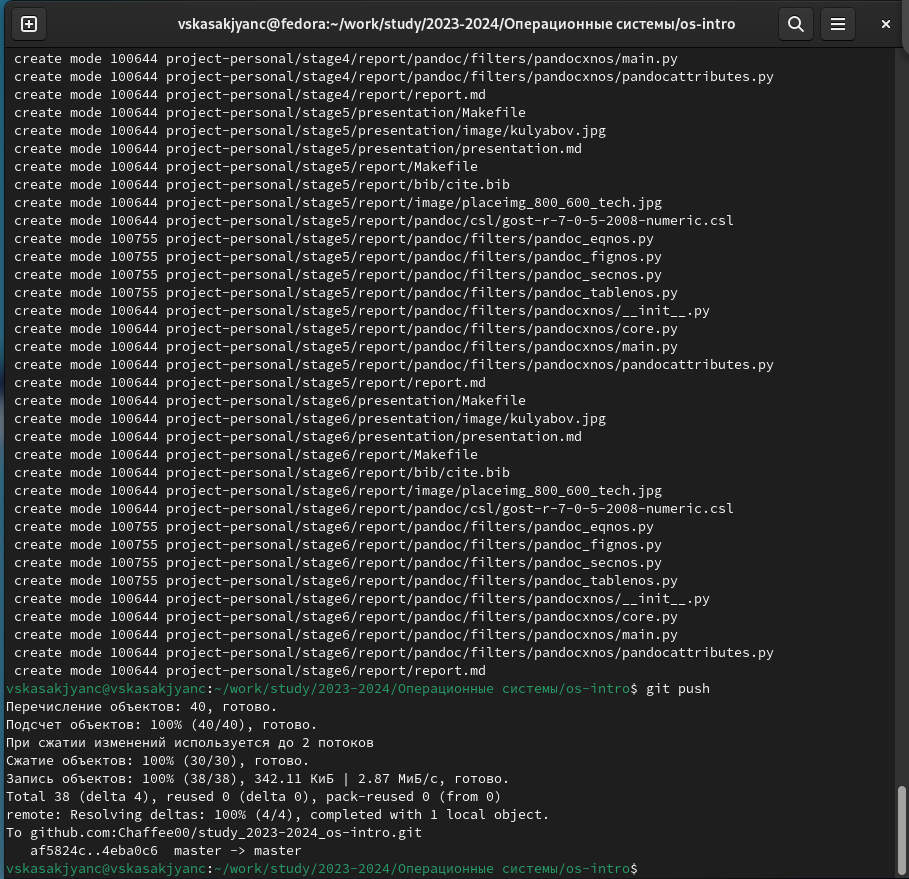 vskasakjyanc@fedora:~/work/study/2023-2024/Операционные системы/os-intro
create mode 100644 project-personal/stage4/report/pandoc/filters/pandocxnos/main.py
create mode 100644 project-personal/stage4/report/pandoc/filters/pandocxnos/pandocattributes.py
create mode 100644 project-personal/stage4/report/report.md
create mode 100644 project-personal/stage5/presentation/Makefile
create mode 100644 project-personal/stage5/presentation/image/kulyabov.jpg
create mode 100644 project-personal/stage5/presentation/presentation.md
create mode 100644 project-personal/stage5/report/Makefile
create mode 100644 project-personal/stage5/report/bib/cite.bib
create mode 100644 project-personal/stage5/report/image/placeimg_800_600_tech.jpg
create mode 100644 project-personal/stage5/report/pandoc/csl/gost-r-7-0-5-2008-numeric.csl
create mode 100755 project-personal/stage5/report/pandoc/filters/pandoc_eqnos.py
create mode 100755 project-personal/stage5/report/pandoc/filters/pandoc_fignos.py
create mode 100755 project-personal/stage5/report/pandoc/filters/pandoc_secnos.py
create mode 100755 project-personal/stage5/report/pandoc/filters/pandoc_tablenos.py
create mode 100644 project-personal/stage5/report/pandoc/filters/pandocxnos/__init__.py
create mode 100644 project-personal/stage5/report/pandoc/filters/pandocxnos/core.py
create mode 100644 project-personal/stage5/report/pandoc/filters/pandocxnos/main.py
create mode 100644 project-personal/stage5/report/pandoc/filters/pandocxnos/pandocattributes.py
create mode 100644 project-personal/stage5/report/report.md
create mode 100644 project-personal/stage6/presentation/Makefile
create mode 100644 project-personal/stage6/presentation/image/kulyabov.jpg
create mode 100644 project-personal/stage6/presentation/presentation.md
create mode 100644 project-personal/stage6/report/Makefile
create mode 100644 project-personal/stage6/report/bib/cite.bib
create mode 100644 project-personal/stage6/report/image/placeimg_800_600_tech.jpg
create mode 100644 project-personal/stage6/report/pandoc/csl/gost-r-7-0-5-2008-numeric.csl
create mode 100755 project-personal/stage6/report/pandoc/filters/pandoc_eqnos.py
create mode 100755 project-personal/stage6/report/pandoc/filters/pandoc_fignos.py
create mode 100755 project-personal/stage6/report/pandoc/filters/pandoc_secnos.py
create mode 100755 project-personal/stage6/report/pandoc/filters/pandoc_tablenos.py
create mode 100644 project-personal/stage6/report/pandoc/filters/pandocxnos/__init__.py
create mode 100644 project-personal/stage6/report/pandoc/filters/pandocxnos/core.py
create mode 100644 project-personal/stage6/report/pandoc/filters/pandocxnos/main.py
create mode 100644 project-personal/stage6/report/pandoc/filters/pandocxnos/pandocattributes.py
create mode 100644 project-personal/stage6/report/report.md
vskasakjyanc@vskasakjyanc:~/work/study/2023-2024/Операционные системы/os-intro$ git push
Перечисление объектов: 40, готово.
Подсчет объектов: 100% (40/40), готово.
При сжатии изменений используется до 2 потоков
Сжатие объектов: 100% (30/30), готово.
Запись объектов: 100% (38/38), 342.11 КиБ | 2.87 МиБ/с, готово.
Total 38 (delta 4), reused 0 (delta 0), pack-reused 0 (from 0)
remote: Resolving deltas: 100% (4/4), completed with 1 local object.
To github.com:Chaffee00/study_2023-2024_os-intro.git
af5824c..4eba0c6  master -> master
vskasakjyanc@vskasakjyanc:~/work/study/2023-2024/Операционные системы/os-intro$